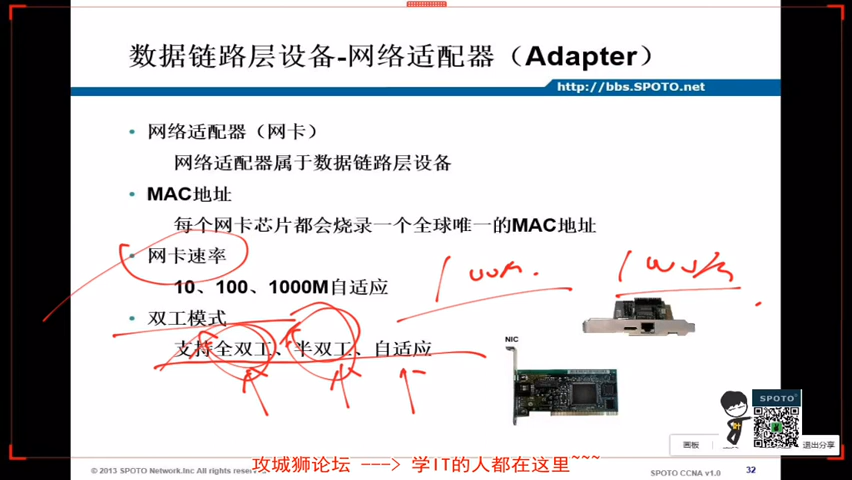 数据链路层设备-网络适配器（Adapter）
http://bbs.SPOTO.net
• 网络适配器（网卡）
网络适配器属于数据链路层设备
• MAC地址
每个网卡芯片都会烧录一个全球唯一的MAC地址
• 网卡速率
10、100、1000M自适应
100M.
• 双工模式
支持全双工、半双工、自适应
NIC
SPOTO
画板
退出分享
攻城狮论坛 ---> 学IT的人都在这里~~~
© 2013 SPOTO Network.Inc All rights
SPOTO CCNA v1.0
32